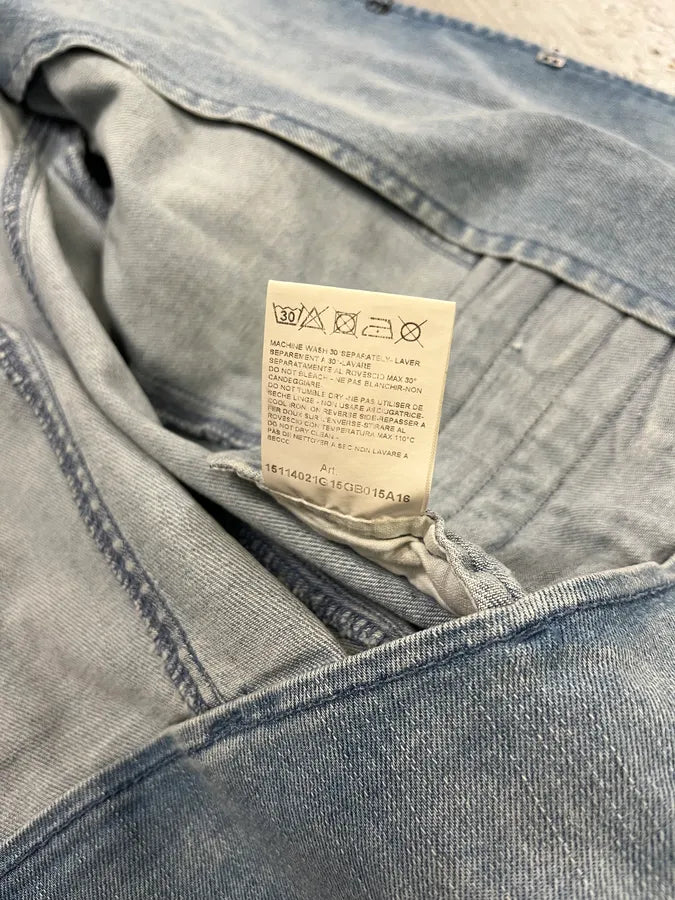 30
MACHINE WASH 30 SEPARATELY- LAVER
SEPAREMENT A 30°-LAVARE
SEPARATAMENTE AL ROVESCIO MAX 30°
DO NOT BLEACH - NE PAS BLANCHIR-NON
CANDEGGIARE
DO NOT TUMBLE DRY -NE PAS UTILISER DE
SECHE LINGE - NON USARE ASCIUGATRICE-
COOL IRON, ON REVERSE SIDE-REPASSER A
FER DOUX SUR L'ENVERSE-STIRARE AL
ROVESCIO CON TEMPERATURA MAX 110°C
DO NOT DRY CLEAN -
PAS DE NETTOYER A SEC NON LAVARE A
SECCO
Art.
15114021G 15GB015A16